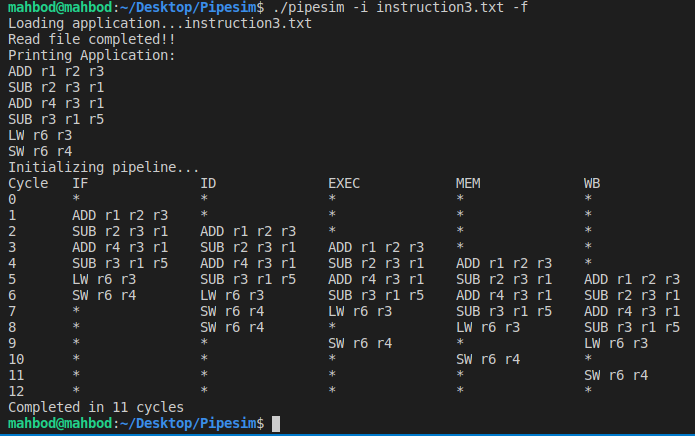 mahbod@mahbod:~/Desktop/Pipesim$ ./pipesim -i instruction3.txt -f
Loading application...instruction3.txt
Read file completed!!
Printing Application:
ADD r1 r2 r3
SUB r2 r3 r1
ADD r4 r3 r1
SUB r3 r1 r5
LW r6 r3
SW r6 r4
Initializing pipeline...
Cycle   IF              ID              EXEC            MEM             WB
0       *               *               *               *               *
1       ADD r1 r2 r3    *               *               *               *
2       SUB r2 r3 r1    ADD r1 r2 r3    *               *               *
3       ADD r4 r3 r1    SUB r2 r3 r1    ADD r1 r2 r3    *               *
4       SUB r3 r1 r5    ADD r4 r3 r1    SUB r2 r3 r1    ADD r1 r2 r3    *
5       LW r6 r3        SUB r3 r1 r5    ADD r4 r3 r1    SUB r2 r3 r1    ADD r1 r2 r3
6       SW r6 r4        LW r6 r3        SUB r3 r1 r5    ADD r4 r3 r1    SUB r2 r3 r1
7       *               SW r6 r4        LW r6 r3        SUB r3 r1 r5    ADD r4 r3 r1
8       *               SW r6 r4        *               LW r6 r3        SUB r3 r1 r5
9       *               *               SW r6 r4        *               LW r6 r3
10      *               *               *               SW r6 r4        *
11      *               *               *               *               SW r6 r4
12      *               *               *               *               *
Completed in 11 cycles
mahbod@mahbod:~/Desktop/Pipesim$